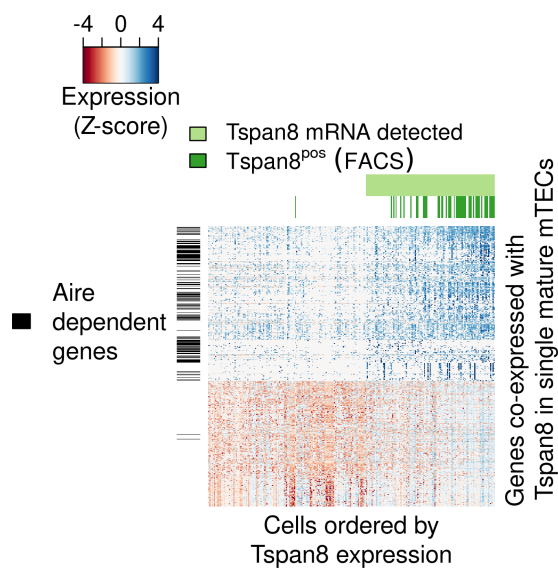 -4 0 4
Expression
(Z-score)
Tspan8 mRNA detected
Tspan8pos (FACS)
Aire
dependent
genes
Genes co-expressed with
Tspan8 in single mature mTECs
Cells ordered by
Tspan8 expression